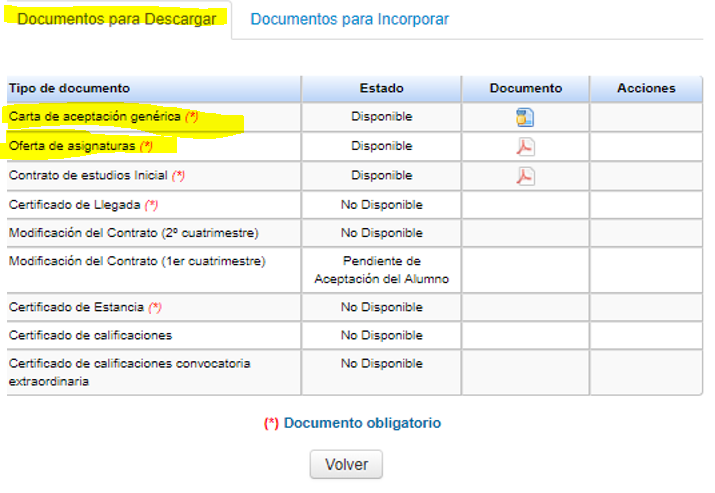 Documentos para Descargar
Documentos para Incorporar
Tipo de documento Estado Documento Acciones
Carta de aceptación genérica (*) Disponible
Oferta de asignaturas (*) Disponible
Contrato de estudios Inicial (*) Disponible
Certificado de Llegada (*) No Disponible
Modificación del Contrato (2º cuatrimestre) No Disponible
Modificación del Contrato (1er cuatrimestre) Pendiente de
Aceptación del Alumno
Certificado de Estancia (*) No Disponible
Certificado de calificaciones No Disponible
Certificado de calificaciones convocatoria No Disponible
extraordinaria
(*) Documento obligatorio
Volver